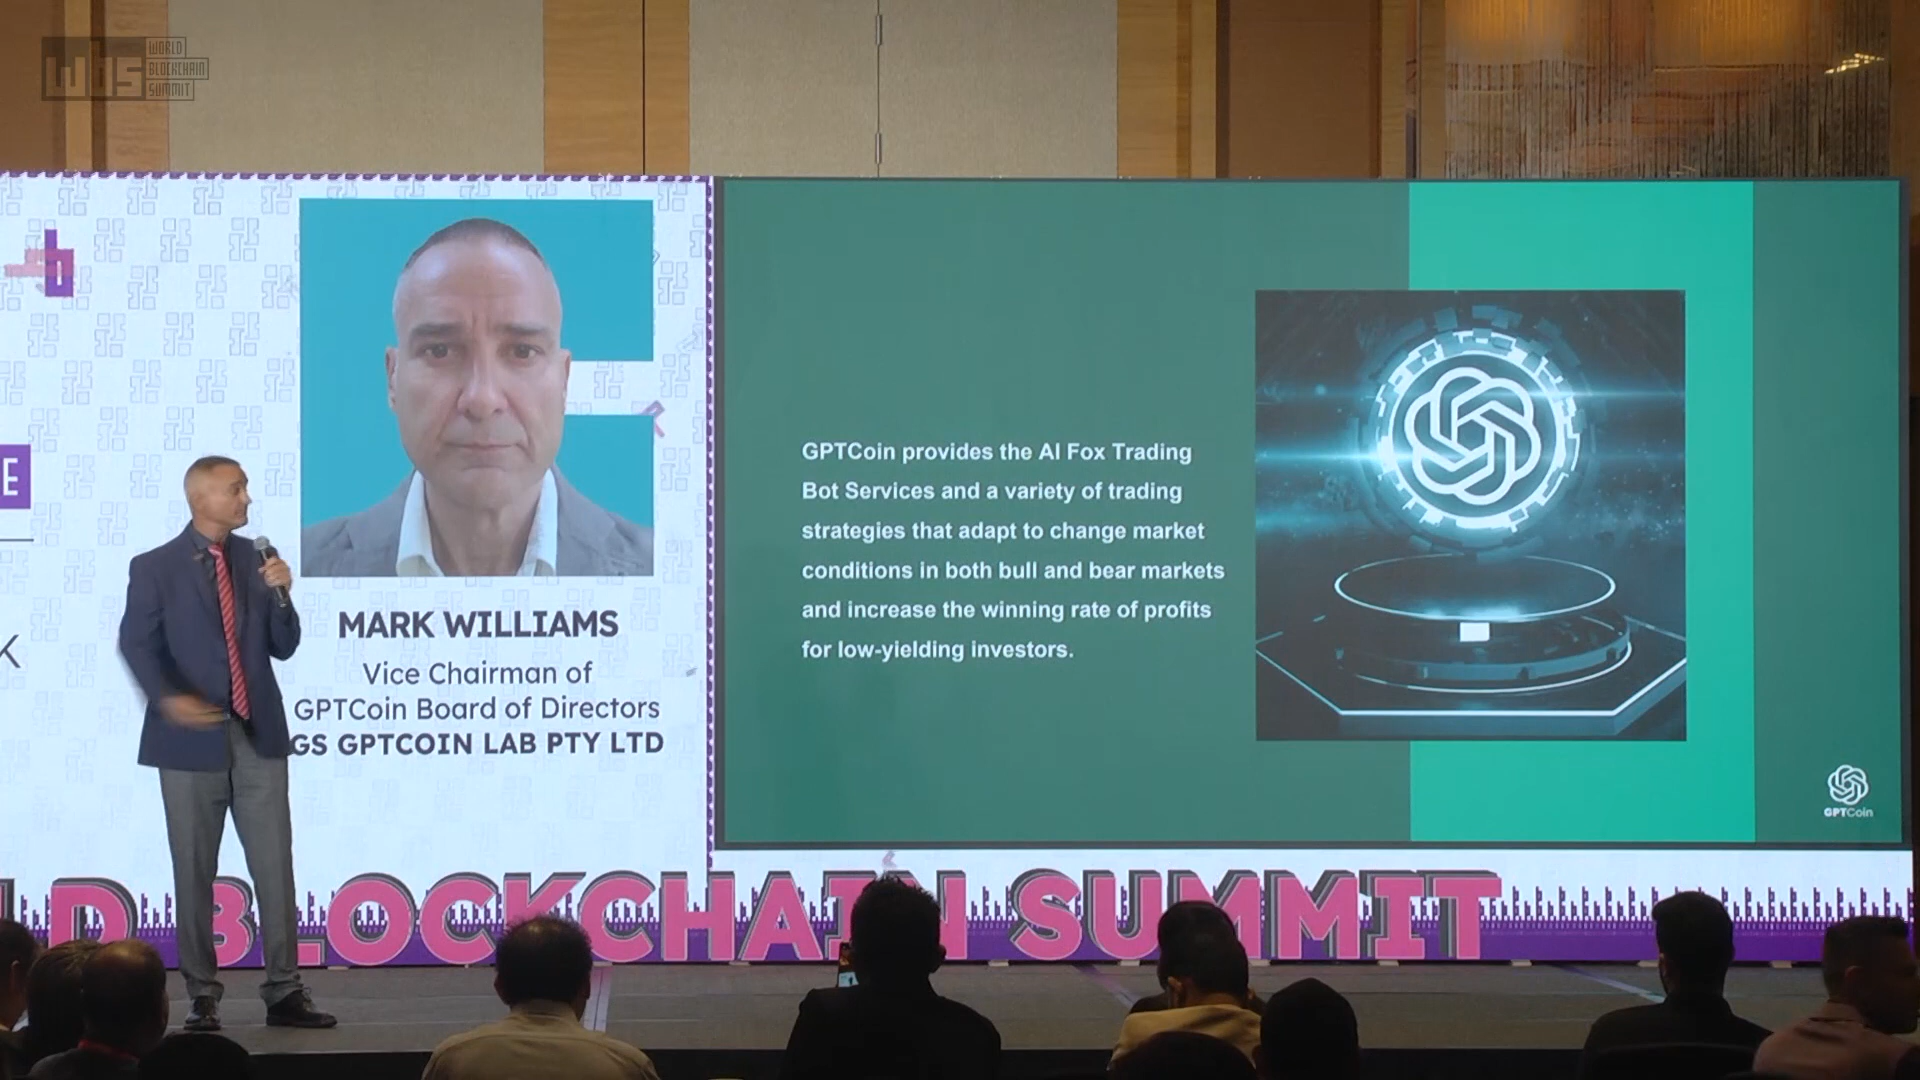 wbs
WORLD
BLOCKCHAIN
SUMMIT
E
K
MARK WILLIAMS
Vice Chairman of
GPTCoin Board of Directors
GS GPTCOIN LAB PTY LTD
GPTCoin provides the AI Fox Trading
Bot Services and a variety of trading
strategies that adapt to change market
conditions in both bull and bear markets
and increase the winning rate of profits
for low-yielding investors.
GPTCoin
LD BLOCKCHAIN SUMMIT